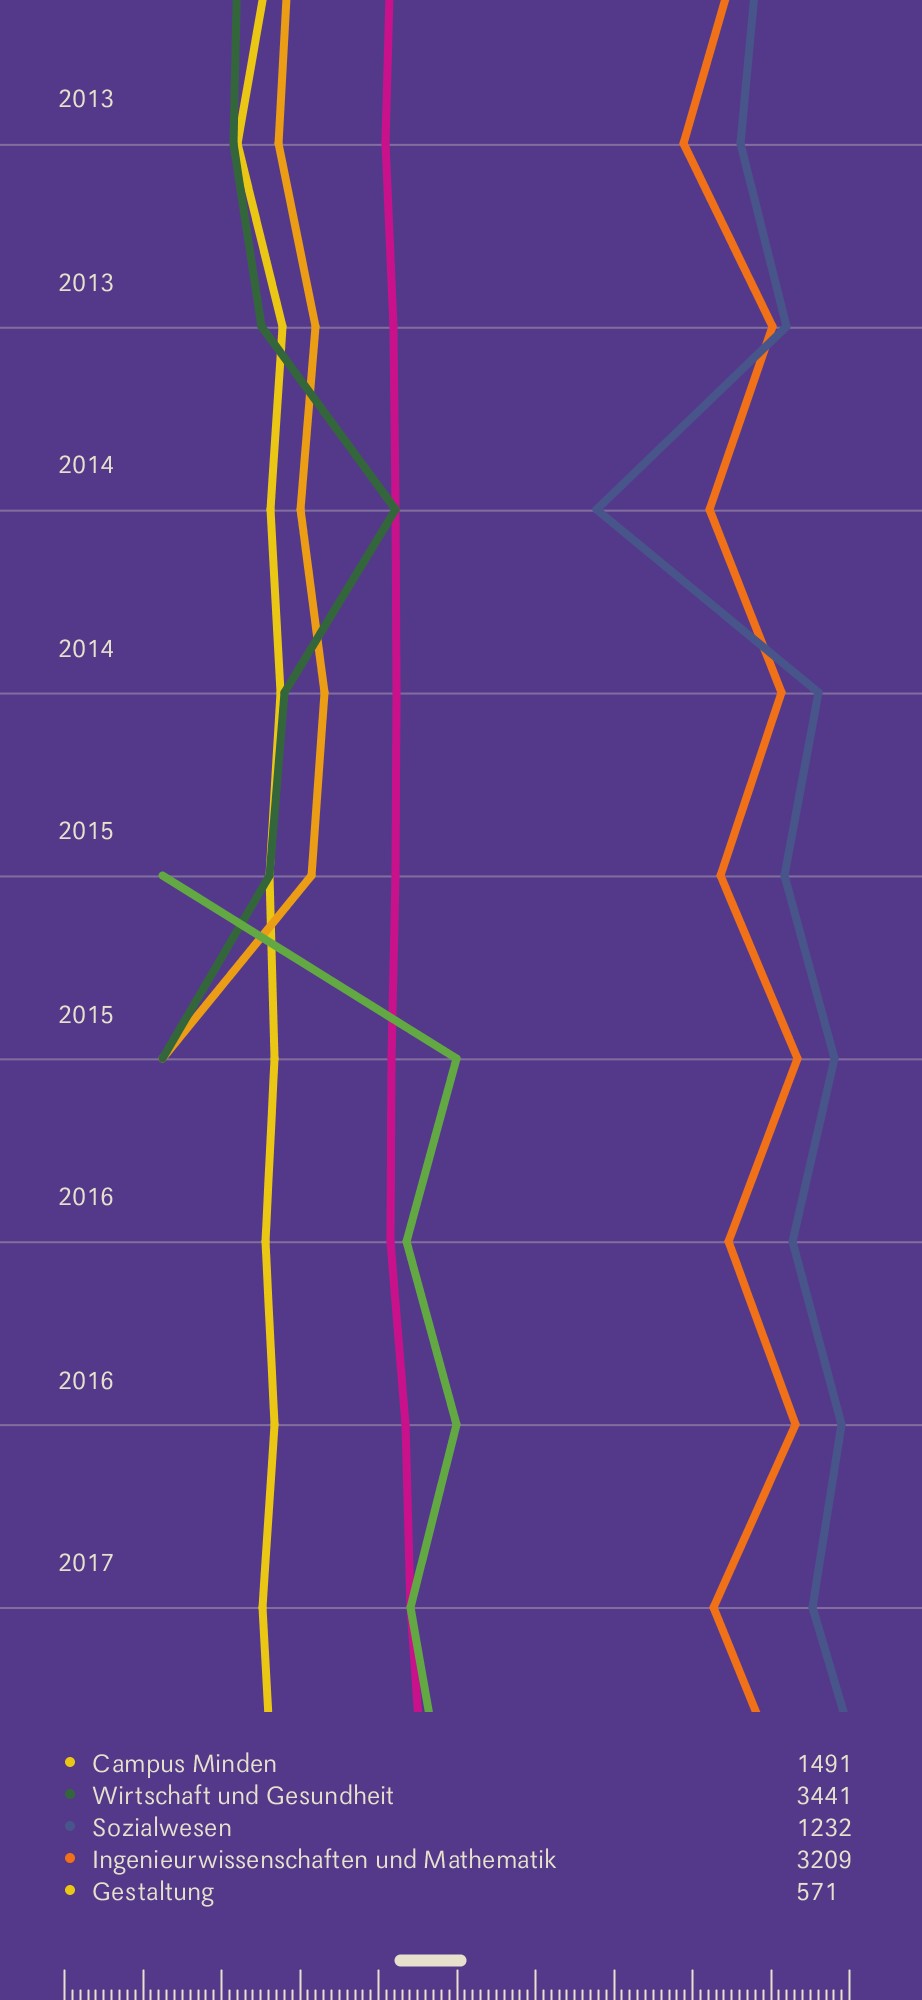 2013
2013
2014
2014
2015
2015
2016
2016
2017
Campus Minden 1491
Wirtschaft und Gesundheit 3441
Sozialwesen 1232
Ingenieurwissenschaften und Mathematik 3209
Gestaltung 571